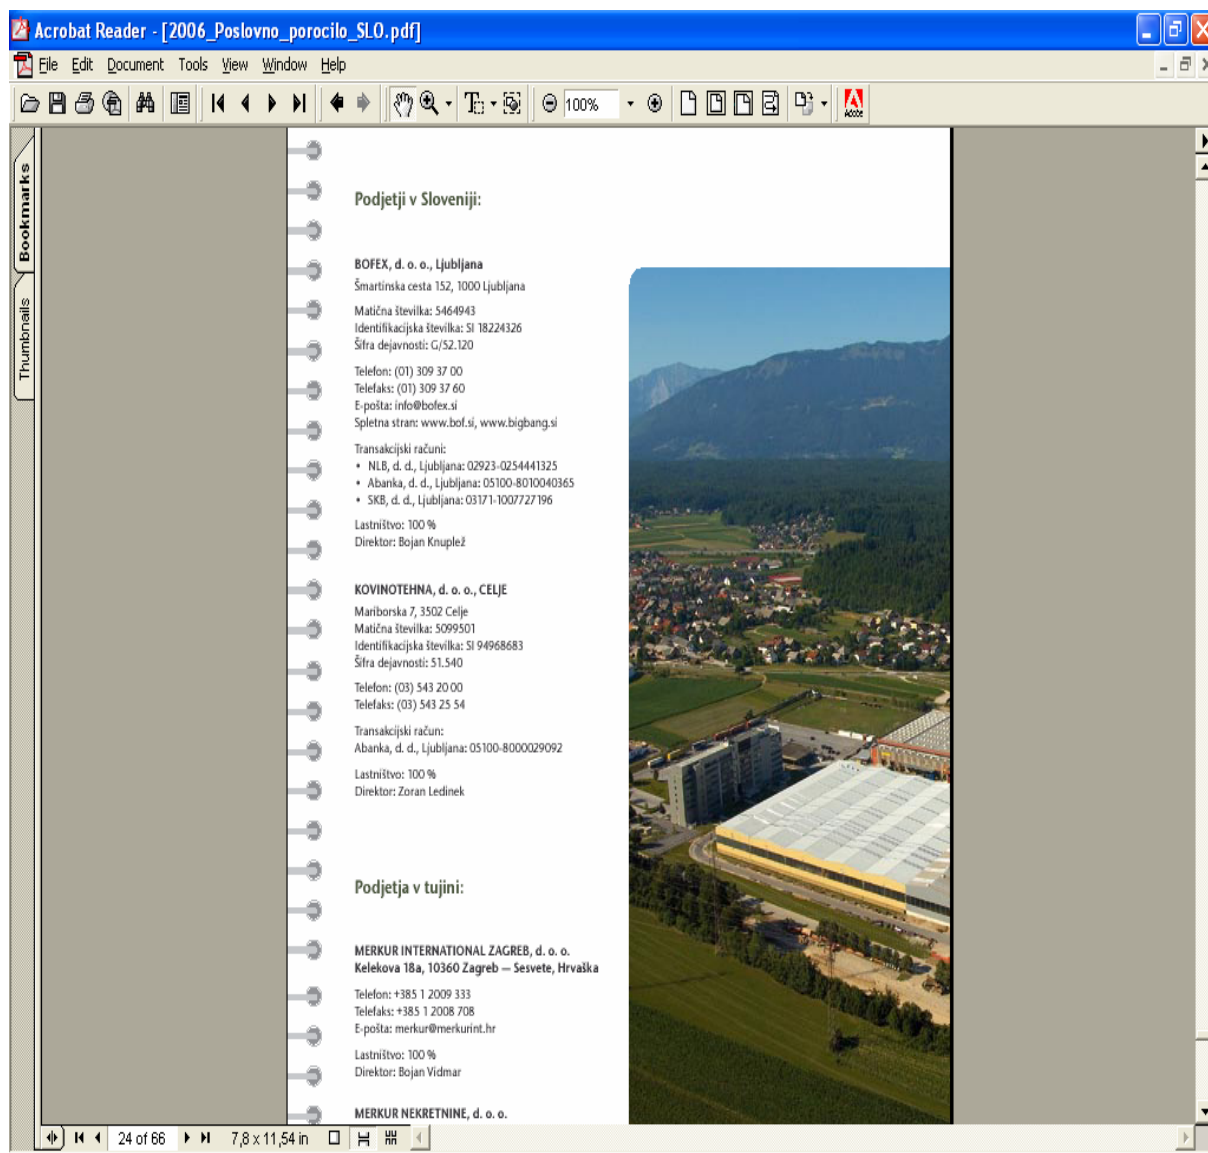 Acrobat Reader - [2006_Poslovno_porocilo_SLO.pdf]
File Edit Document Tools View Window Help
100%
Adobe
Bookmarks
Thumbnails
Podjetji v Sloveniji:
BOFEX, d. o. o., Ljubljana
Šmartinska cesta 152, 1000 Ljubljana
Matična številka: 5464943
Identifikacijska številka: SI 18224326
Šifra dejavnosti: G/52.120
Telefon: (01) 309 37 00
Telefaks: (01) 309 37 60
E-pošta: info@bofex.si
Spletna stran: www.bof.si, www.bigbang.si
Transakcijski računi:
• NLB, d. d., Ljubljana: 02923-0254441325
• Abanka, d. d., Ljubljana: 05100-8010040365
• SKB, d. d., Ljubljana: 03171-1007727196
Lastništvo: 100 %
Direktor: Bojan Knuplež
KOVINOTEHNA, d. o. o., CELJE
Mariborska 7, 3502 Celje
Matična številka: 5099501
Identifikacijska številka: SI 94968683
Šifra dejavnosti: 51.540
Telefon: (03) 543 20 00
Telefaks: (03) 543 25 54
Transakcijski račun:
Abanka, d. d., Ljubljana: 05100-8000029092
Lastništvo: 100 %
Direktor: Zoran Ledinek
Podjetja v tujini:
MERKUR INTERNATIONAL ZAGREB, d. o. o.
Kelekova 18a, 10360 Zagreb — Sesvete, Hrvaška
Telefon: +385 1 2009 333
Telefaks: +385 1 2008 708
E-pošta: merkur@merkurint.hr
Lastništvo: 100 %
Direktor: Bojan Vidmar
MERKUR NEKRETNINE, d. o. o.
24 of 66 7,8 x 11,54 in